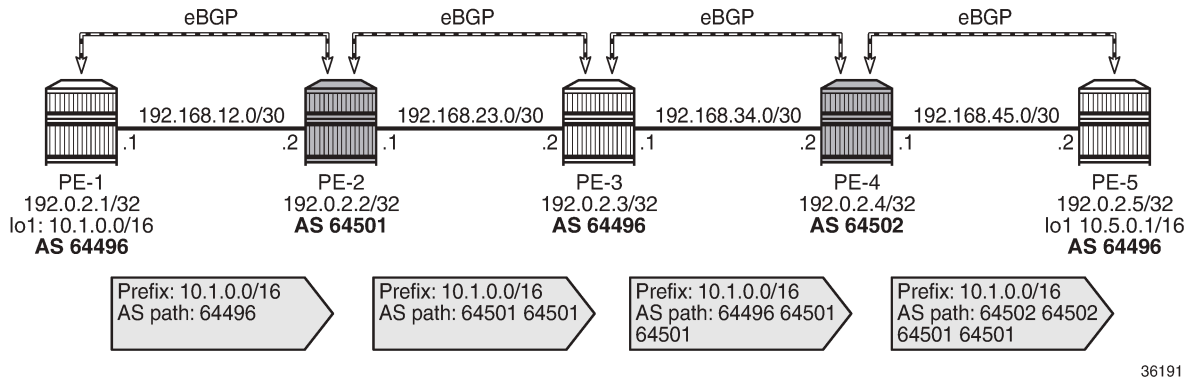 eBGP
eBGP
eBGP
eBGP
192.168.12.0/30
192.168.23.0/30
192.168.34.0/30
192.168.45.0/30
.1
.2
.1
.2
.1
.2
.1
.2
PE-1
192.0.2.1/32
lo1: 10.1.0.0/16
AS 64496
PE-2
192.0.2.2/32
AS 64501
PE-3
192.0.2.3/32
AS 64496
PE-4
192.0.2.4/32
AS 64502
PE-5
192.0.2.5/32
lo1 10.5.0.1/16
AS 64496
Prefix: 10.1.0.0/16
AS path: 64496
Prefix: 10.1.0.0/16
AS path: 64501 64501
Prefix: 10.1.0.0/16
AS path: 64496 64501
64501
Prefix: 10.1.0.0/16
AS path: 64502 64502
64501 64501
36191